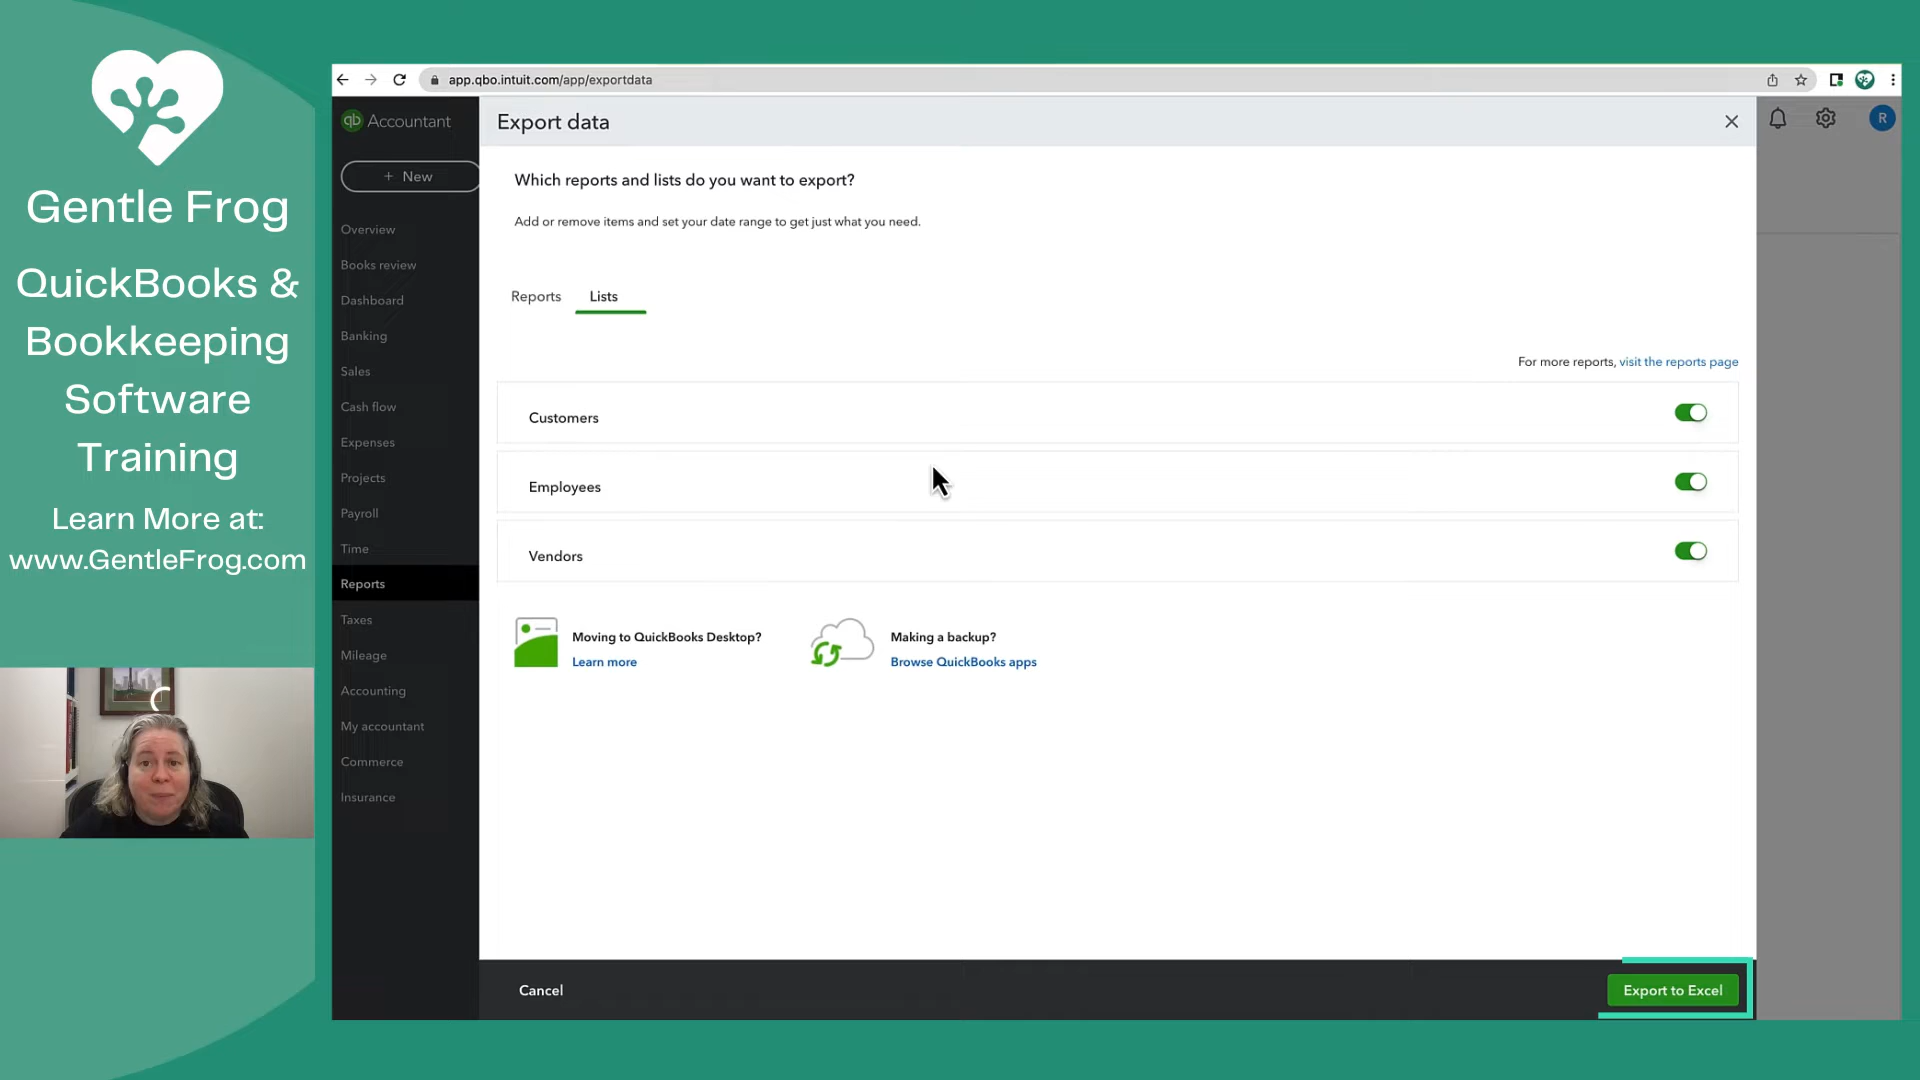 Gentle Frog
QuickBooks &
Bookkeeping
Software
Training
Learn More at:
www.GentleFrog.com
app.qbo.intuit.com/app/exportdata
qb Accountant
+ New
Overview
Books review
Dashboard
Banking
Sales
Cash flow
Expenses
Projects
Payroll
Time
Reports
Taxes
Mileage
Accounting
My accountant
Commerce
Insurance
Export data
R
Which reports and lists do you want to export?
Add or remove items and set your date range to get just what you need.
Reports Lists
For more reports, visit the reports page
Customers
Employees
Vendors
Moving to QuickBooks Desktop?
Learn more
Making a backup?
Browse QuickBooks apps
Cancel
Export to Excel